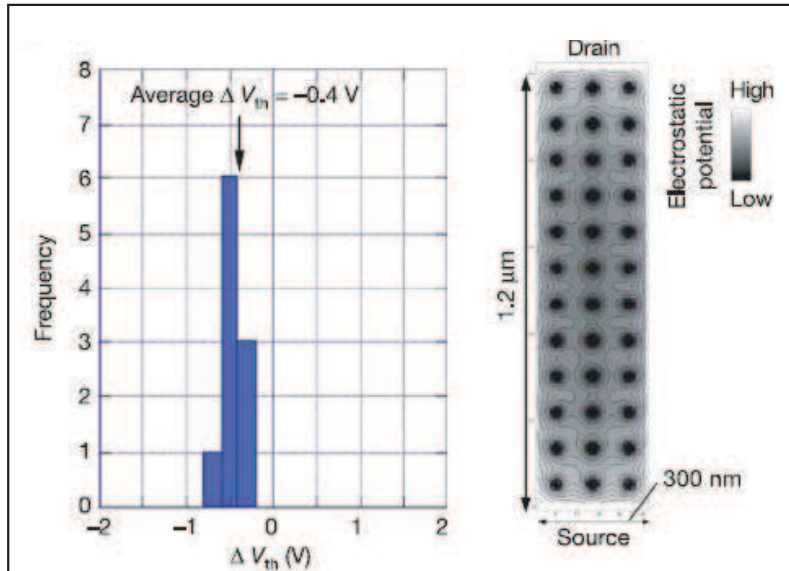 8
7
6
5
4
3
2
1
0
Frequency
Average Δ Vth = –0.4 V
–2
–1
0
1
2
Δ Vth (V)
Drain
1.2 μm
300 nm
Source
Electrostatic
potential
High
Low